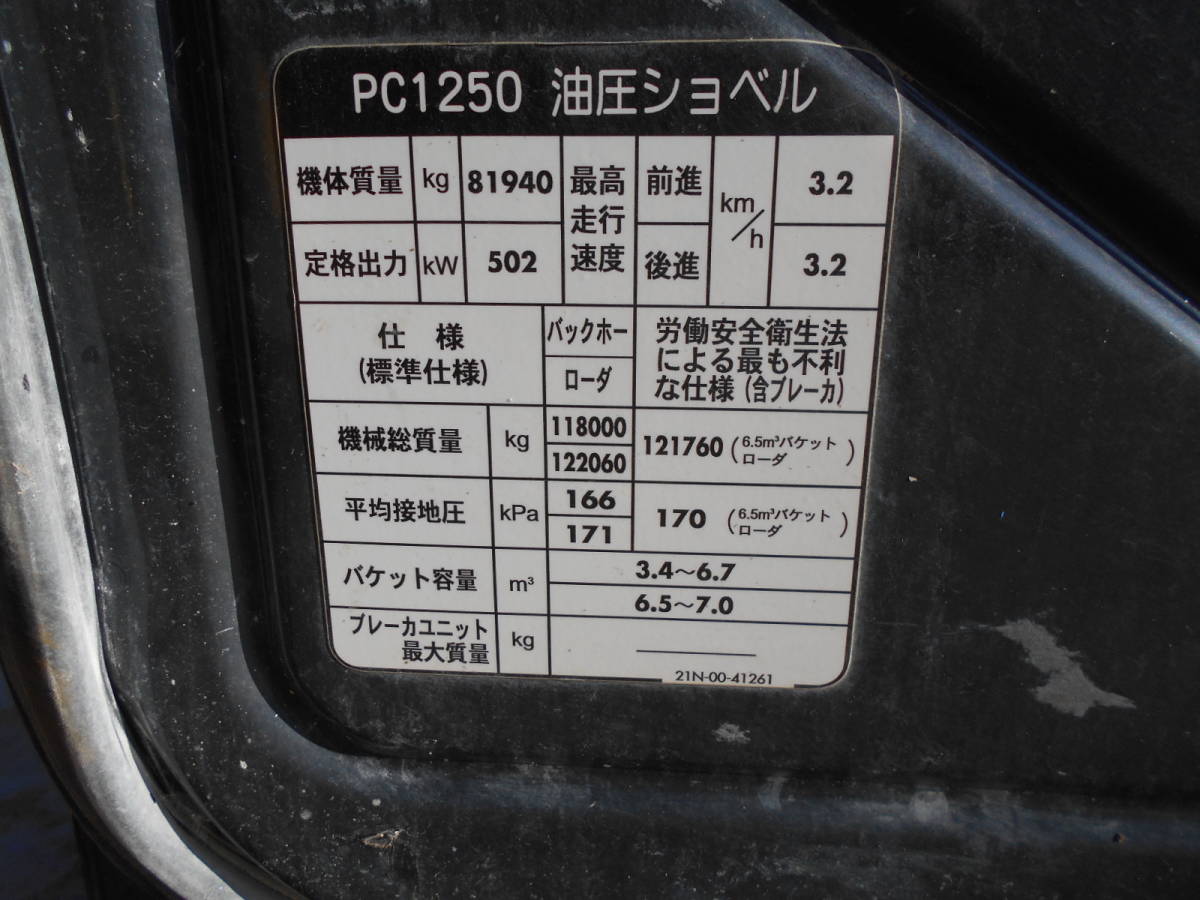 PC1250 油圧ショベル
機体質量 kg 81940 最高走行速度 前進 km/h 3.2
定格出力 kW 502 後進 3.2
仕様
(標準仕様)
バックホー
ローダ
労働安全衛生法
による最も不利
な仕様(含ブレーカ)
機械総質量 kg 118000
122060
121760 (6.5m³バケット
ローダ)
平均接地圧 kPa 166
171
170 (6.5m³バケット
ローダ)
バケット容量 m³ 3.4～6.7
6.5～7.0
ブレーカユニット
最大質量 kg ———
21N-00-41261